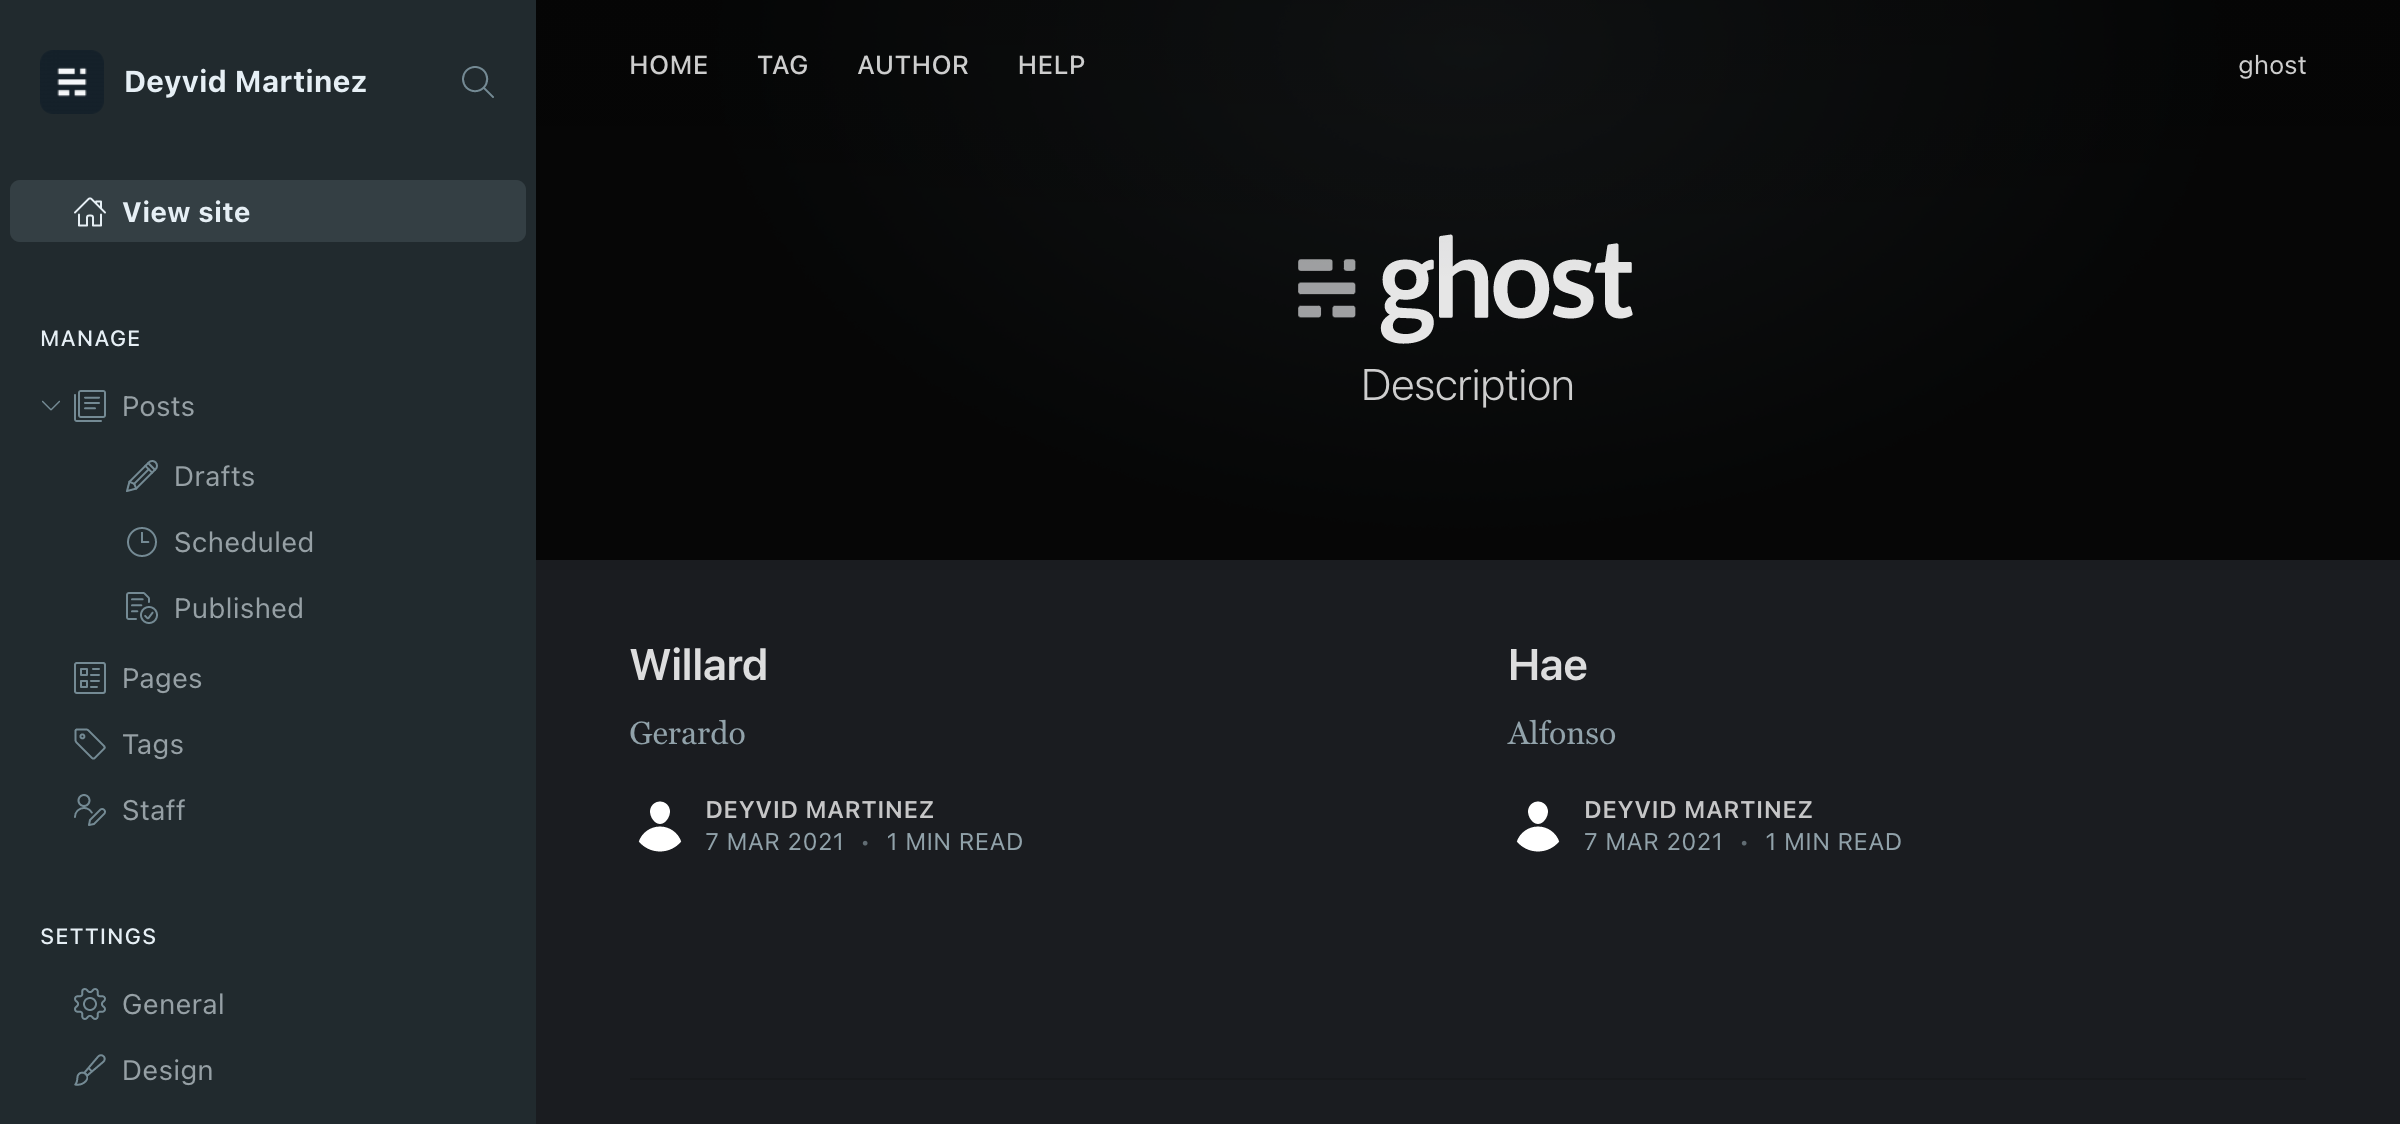 Deyvid Martinez
View site
MANAGE
Posts
Drafts
Scheduled
Published
Pages
Tags
Staff
SETTINGS
General
Design
HOME TAG AUTHOR HELP ghost
ghost
Description
Willard
Gerardo
DEYVID MARTINEZ
7 MAR 2021 • 1 MIN READ
Hae
Alfonso
DEYVID MARTINEZ
7 MAR 2021 • 1 MIN READ